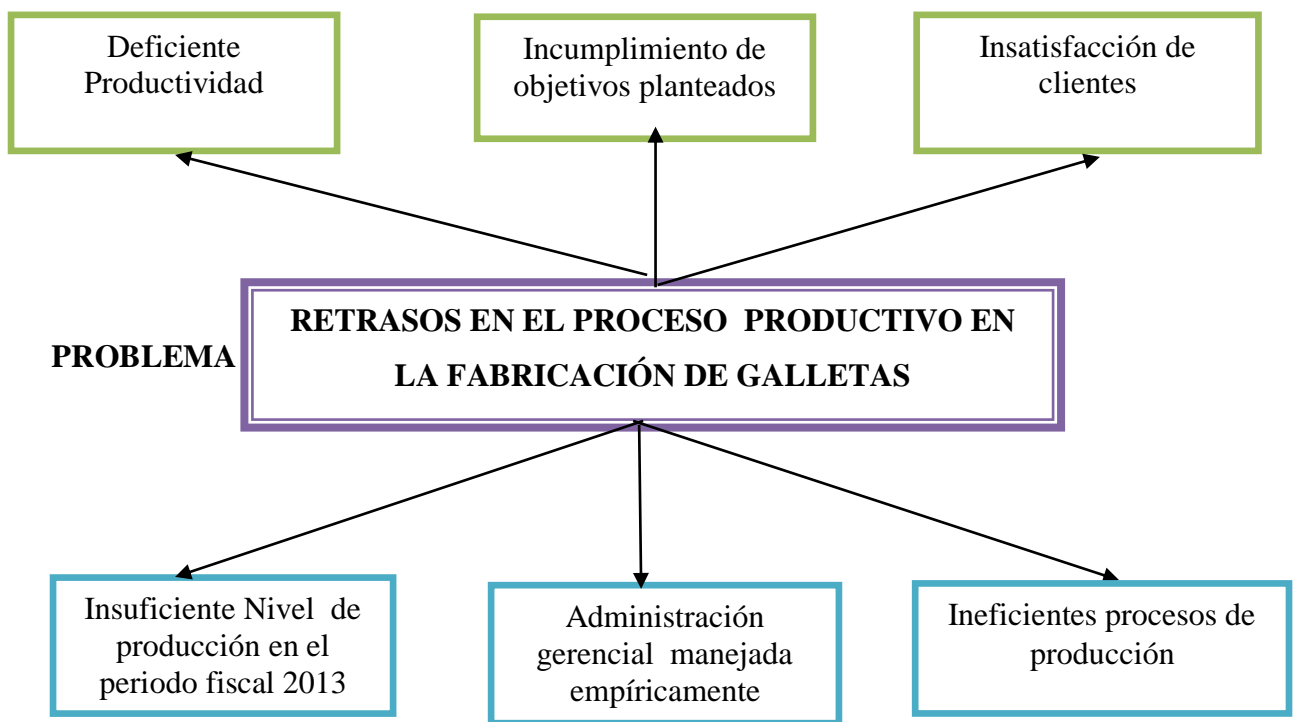 Deficiente
Productividad
Incumplimiento de
objetivos planteados
Insatisfacción de
clientes
PROBLEMA
RETRASOS EN EL PROCESO PRODUCTIVO EN
LA FABRICACIÓN DE GALLETAS
Insuficiente Nivel de
producción en el
periodo fiscal 2013
Administración
gerencial manejada
empíricamente
Ineficientes procesos de
producción